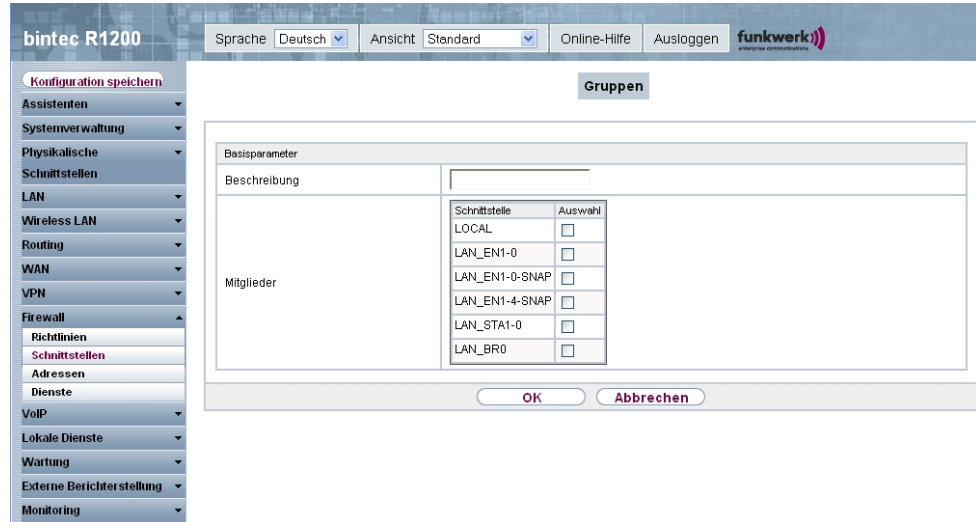 bintec R1200
Sprache Deutsch Ansicht Standard Online-Hilfe Ausloggen funkwerk
enterprise communications
Konfiguration speichern
Assistenten
Systemverwaltung
Physikalische
Schnittstellen
LAN
Wireless LAN
Routing
WAN
VPN
Firewall
Richtlinien
Schnittstellen
Adressen
Dienste
VoIP
Lokale Dienste
Wartung
Externe Berichterstellung
Monitoring
Gruppen
Basisparameter
Beschreibung
Mitglieder
Schnittstelle Auswahl
LOCAL
LAN_EN1-0
LAN_EN1-0-SNAP
LAN_EN1-4-SNAP
LAN_STA1-0
LAN_BR0
OK Abbrechen